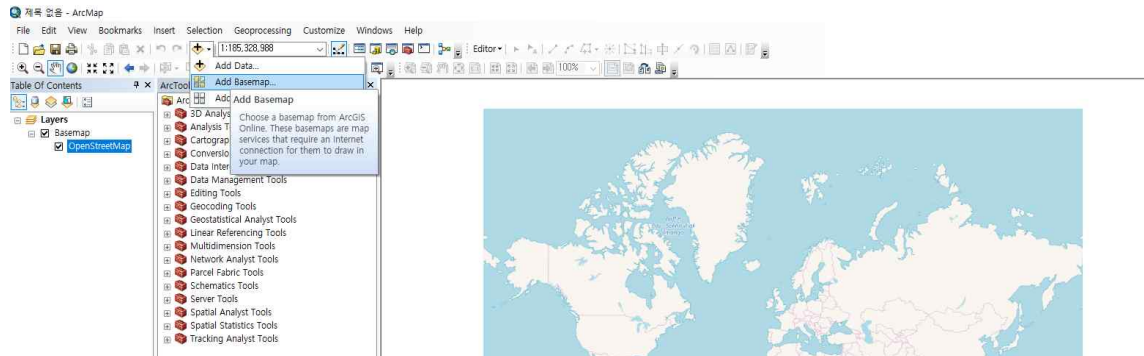 제목 없음 - ArcMap
File Edit View Bookmarks Insert Selection Geoprocessing Customize Windows Help
1:185,328,988
Editor
Add Data...
100%
Add Basemap...
Table Of Contents
ArcTool
Add Basemap
Choose a basemap from ArcGIS
Online. These basemaps are map
services that require an internet
connection for them to draw in
your map.
Layers
Basemap
OpenStreetMap
3D Analys
Analysis T
Cartograp
Conversio
Data Inter
Data Management Tools
Editing Tools
Geocoding Tools
Geostatistical Analyst Tools
Linear Referencing Tools
Multidimension Tools
Network Analyst Tools
Parcel Fabric Tools
Schematics Tools
Server Tools
Spatial Analyst Tools
Spatial Statistics Tools
Tracking Analyst Tools